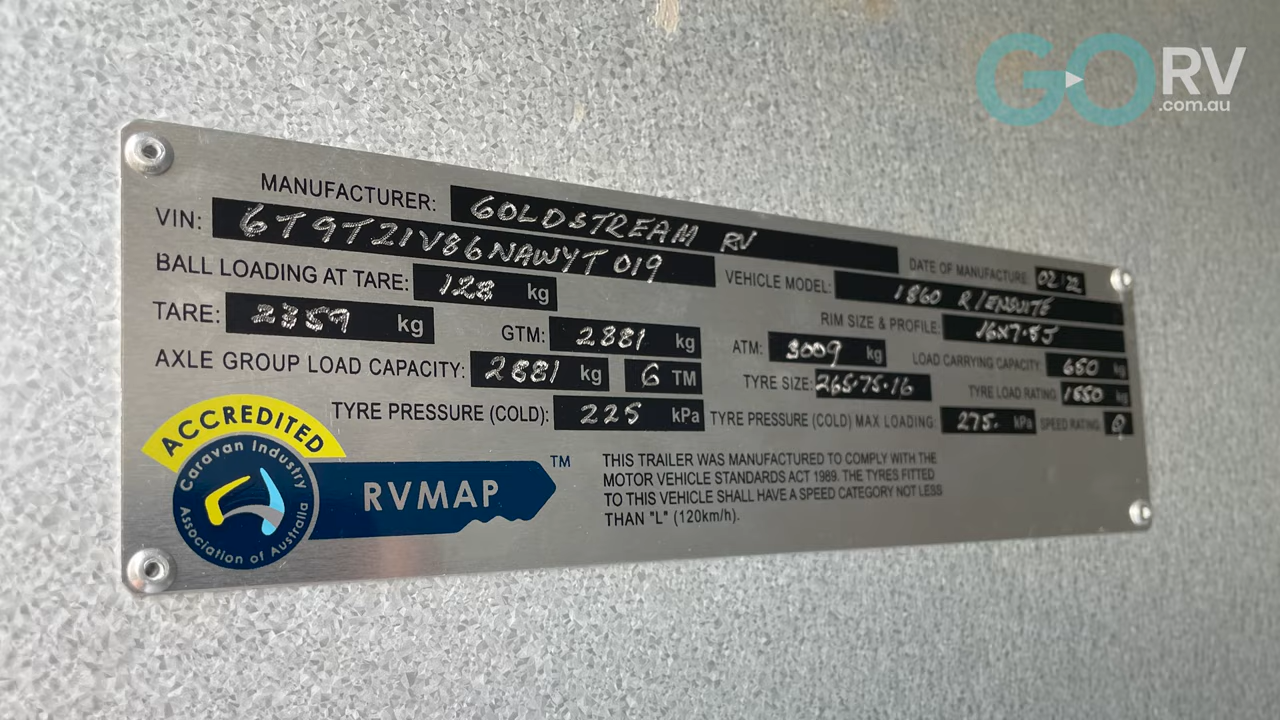 GO RV
.com.au
MANUFACTURER: GOLDSTREAM RV
VIN: 6T9T21V86NAWYT019
DATE OF MANUFACTURE: 02 22
BALL LOADING AT TARE: 128 kg
VEHICLE MODEL: 1860 R/ENSUITE
TARE: 2359 kg
GTM: 2881 kg
RIM SIZE & PROFILE: 16x7.5J
ATM: 3009 kg
LOAD CARRYING CAPACITY: 650 kg
AXLE GROUP LOAD CAPACITY: 2881 kg 6 TM
TYRE SIZE: 265·75·16
TYRE LOAD RATING: 1550 kg
TYRE PRESSURE (COLD): 225 kPa
TYRE PRESSURE (COLD) MAX LOADING: 275. kPa
SPEED RATING: Q
ACCREDITED
Caravan Industry
Association of Australia
RVMAP TM
THIS TRAILER WAS MANUFACTURED TO COMPLY WITH THE
MOTOR VEHICLE STANDARDS ACT 1989. THE TYRES FITTED
TO THIS VEHICLE SHALL HAVE A SPEED CATEGORY NOT LESS
THAN "L" (120km/h).